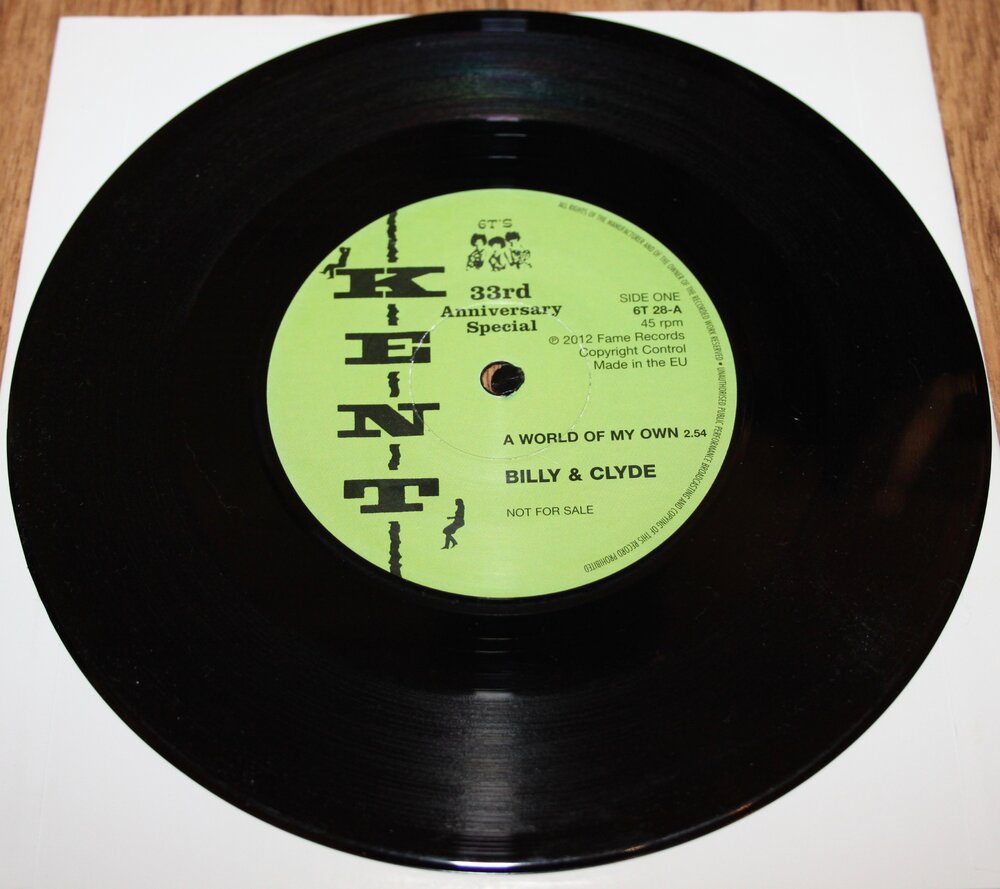 6T'S
KENT
33rd
Anniversary
Special
SIDE ONE
6T 28-A
45 rpm
℗ 2012 Fame Records
Copyright Control
Made in the EU
A WORLD OF MY OWN 2.54
BILLY & CLYDE
NOT FOR SALE
ALL RIGHTS OF THE MANUFACTURER AND OF THE OWNER OF THE RECORDED WORK RESERVED • UNAUTHORISED PUBLIC PERFORMANCE BROADCASTING AND COPYING OF THIS RECORD PROHIBITED